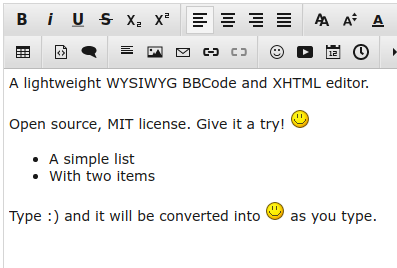 B i U S X₂ X²
A lightweight WYSIWYG BBCode and XHTML editor.
Open source, MIT license. Give it a try!
• A simple list
• With two items
Type :) and it will be converted into as you type.